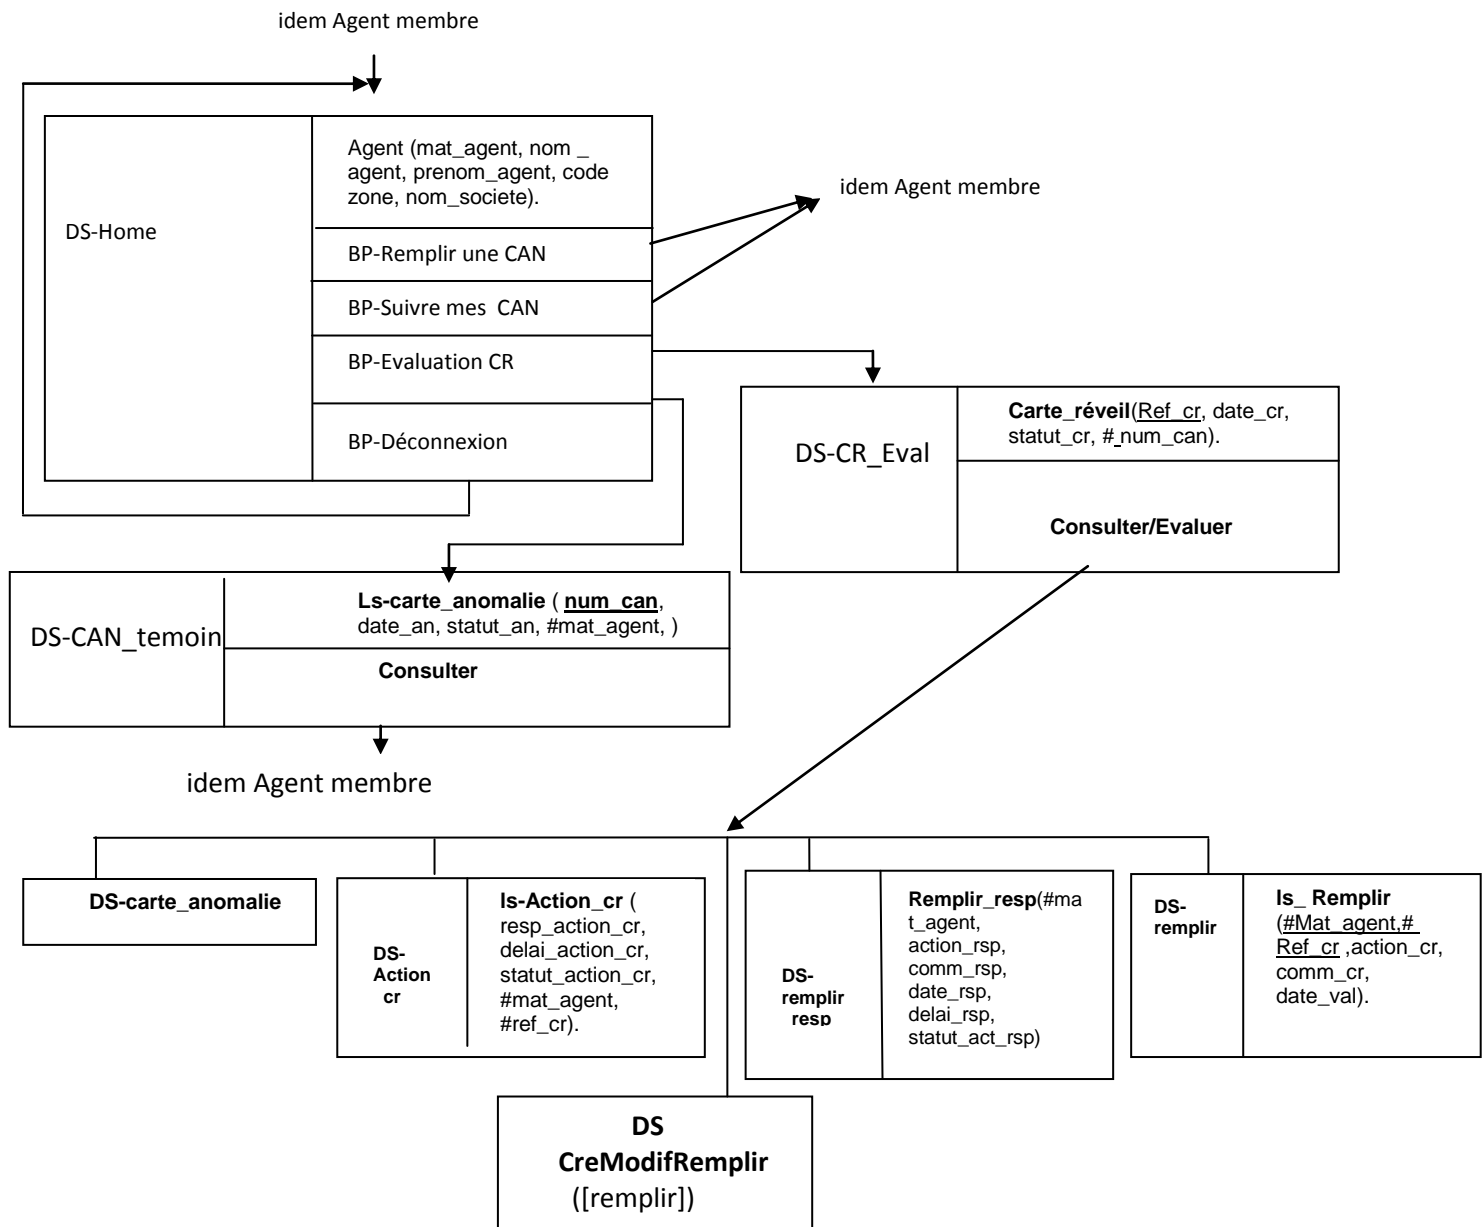 idem Agent membre
Agent (mat_agent, nom _
agent, prenom_agent, code
zone, nom_societe).
idem Agent membre
DS-Home
BP-Remplir une CAN
BP-Suivre mes CAN
BP-Evaluation CR
BP-Déconnexion
DS-CR_Eval
Carte_réveil(Ref_cr, date_cr,
statut_cr, #_num_can).
Consulter/Evaluer
DS-CAN_temoin
Ls-carte_anomalie ( num_can,
date_an, statut_an, #mat_agent, )
Consulter
idem Agent membre
DS-carte_anomalie
DS-
Action
_cr
ls-Action_cr (
resp_action_cr,
delai_action_cr,
statut_action_cr,
#mat_agent,
#ref_cr).
DS-
remplir
_resp
Remplir_resp(#ma
t_agent,
action_rsp,
comm_rsp,
date_rsp,
delai_rsp,
statut_act_rsp)
DS-
remplir
ls_ Remplir
(#Mat_agent,#
Ref_cr ,action_cr,
comm_cr,
date_val).
DS
CreModifRemplir
([remplir])